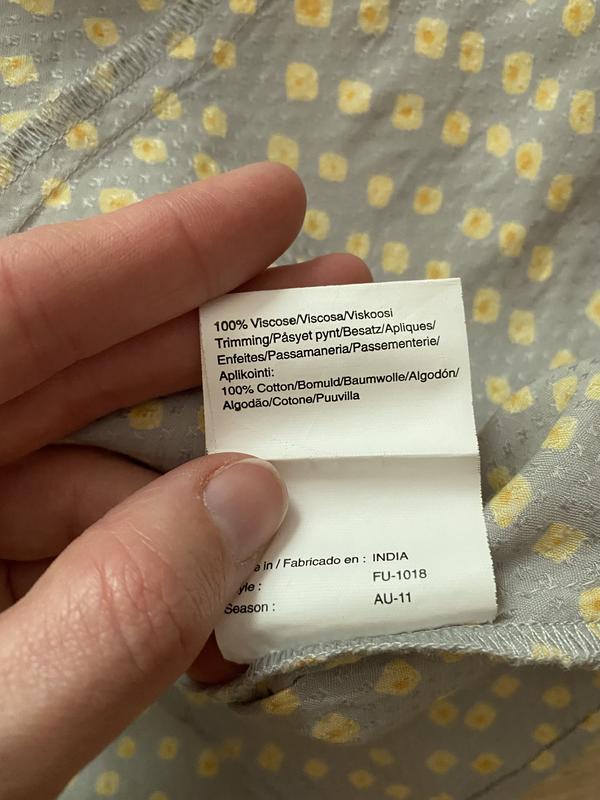 100% Viscose/Viscosa/Viskoosi
Trimming/Påsyet pynt/Besatz/Apliques/
Enfeites/Passamaneria/Passementerie/
Aplikointi:
100% Cotton/Bomuld/Baumwolle/Algodón/
Algodão/Cotone/Puuvilla
in / Fabricado en : INDIA
: FU-1018
Season : AU-11